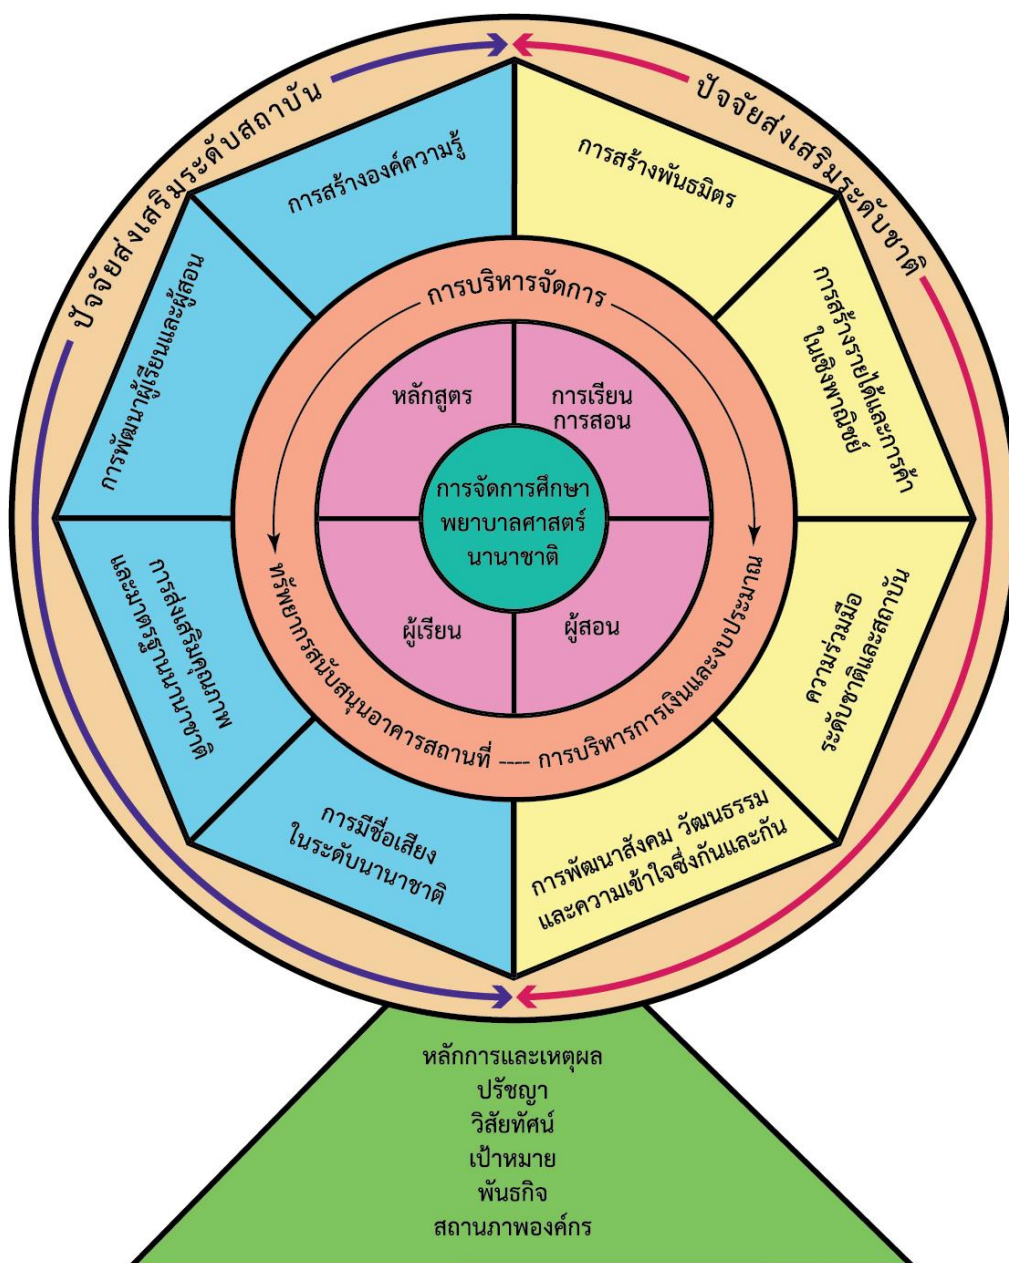 ปัจจัยส่งเสริมระดับสถาบัน
ปัจจัยส่งเสริมระดับชาติ
การสร้างองค์ความรู้
การสร้างพันธมิตร
การพัฒนาผู้เรียนและผู้สอน
การสร้างรายได้และการค้า
ในเชิงพาณิชย์
การบริหารจัดการ
หลักสูตร
การเรียน
การสอน
การจัดการศึกษา
พยาบาลศาสตร์
นานาชาติ
ผู้เรียน
ผู้สอน
ทรัพยากรสนับสนุนอาคารสถานที่ ---- การบริหารการเงินและงบประมาณ
การส่งเสริมคุณภาพ
และมาตรฐานนานาชาติ
ความร่วมมือ
ระดับชาติและสถาบัน
การมีชื่อเสียง
ในระดับนานาชาติ
การพัฒนาสังคม วัฒนธรรม
และความเข้าใจซึ่งกันและกัน
หลักการและเหตุผล
ปรัชญา
วิสัยทัศน์
เป้าหมาย
พันธกิจ
สถานภาพองค์กร